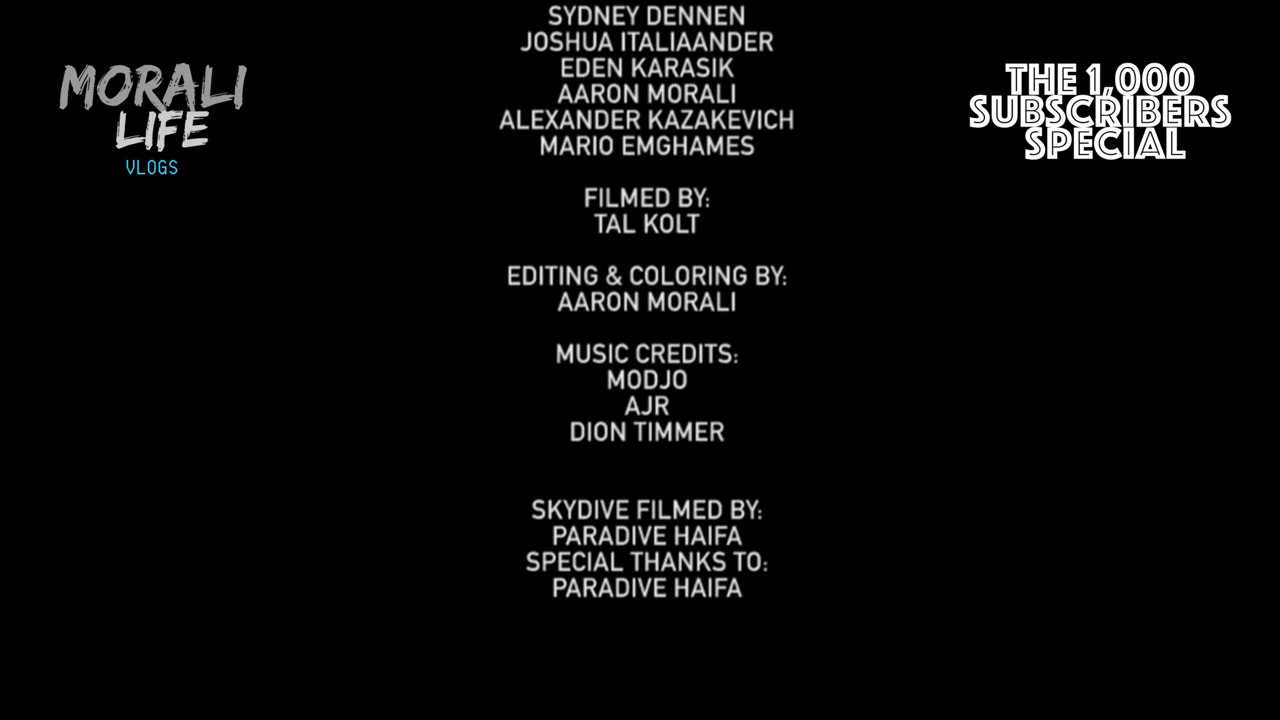 MORALI
LIFE
VLOGS
SYDNEY DENNEN
JOSHUA ITALIAANDER
EDEN KARASIK
AARON MORALI
ALEXANDER KAZAKEVICH
MARIO EMGHAMES
FILMED BY:
TAL KOLT
EDITING & COLORING BY:
AARON MORALI
MUSIC CREDITS:
MODJO
AJR
DION TIMMER
SKYDIVE FILMED BY:
PARADIVE HAIFA
SPECIAL THANKS TO:
PARADIVE HAIFA
THE 1,000
SUBSCRIBERS
SPECIAL